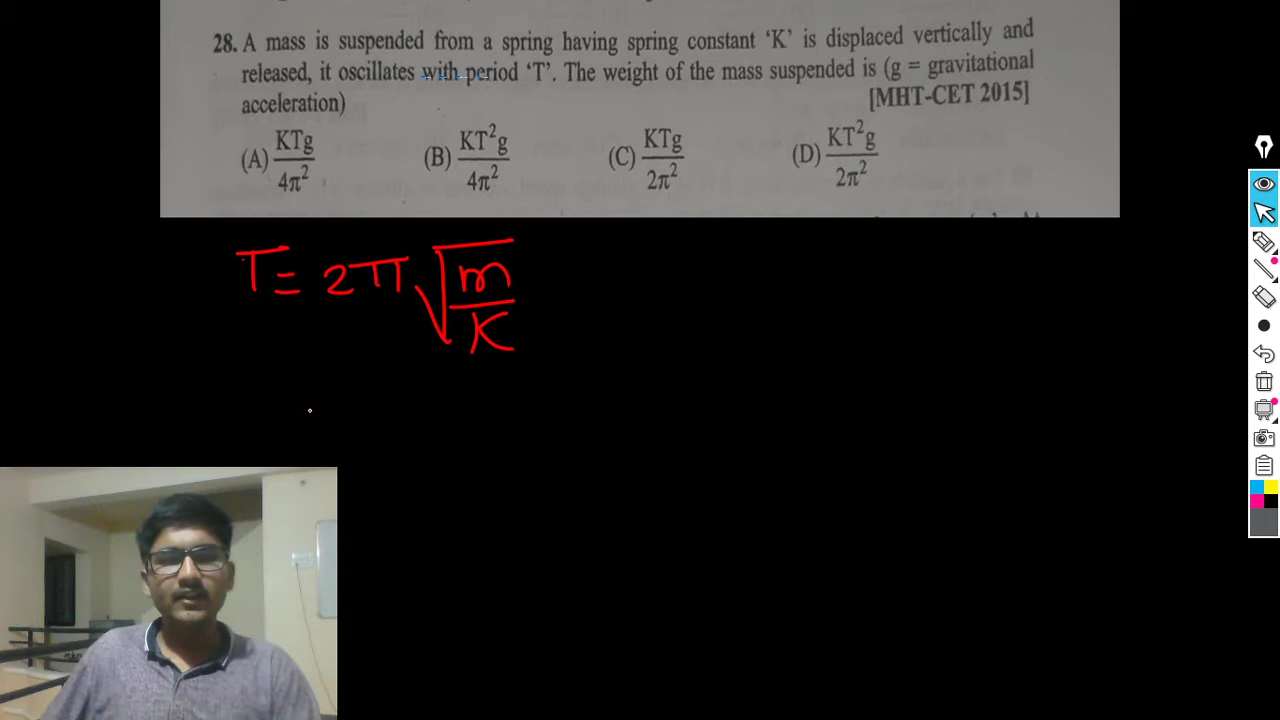 28. A mass is suspended from a spring having spring constant ‘K’ is displaced vertically and
released, it oscillates with period ‘T’. The weight of the mass suspended is (g = gravitational
acceleration) [MHT-CET 2015]
(A) KTg/4π² (B) KT²g/4π² (C) KTg/2π² (D) KT²g/2π²
T = 2π √(m/K)